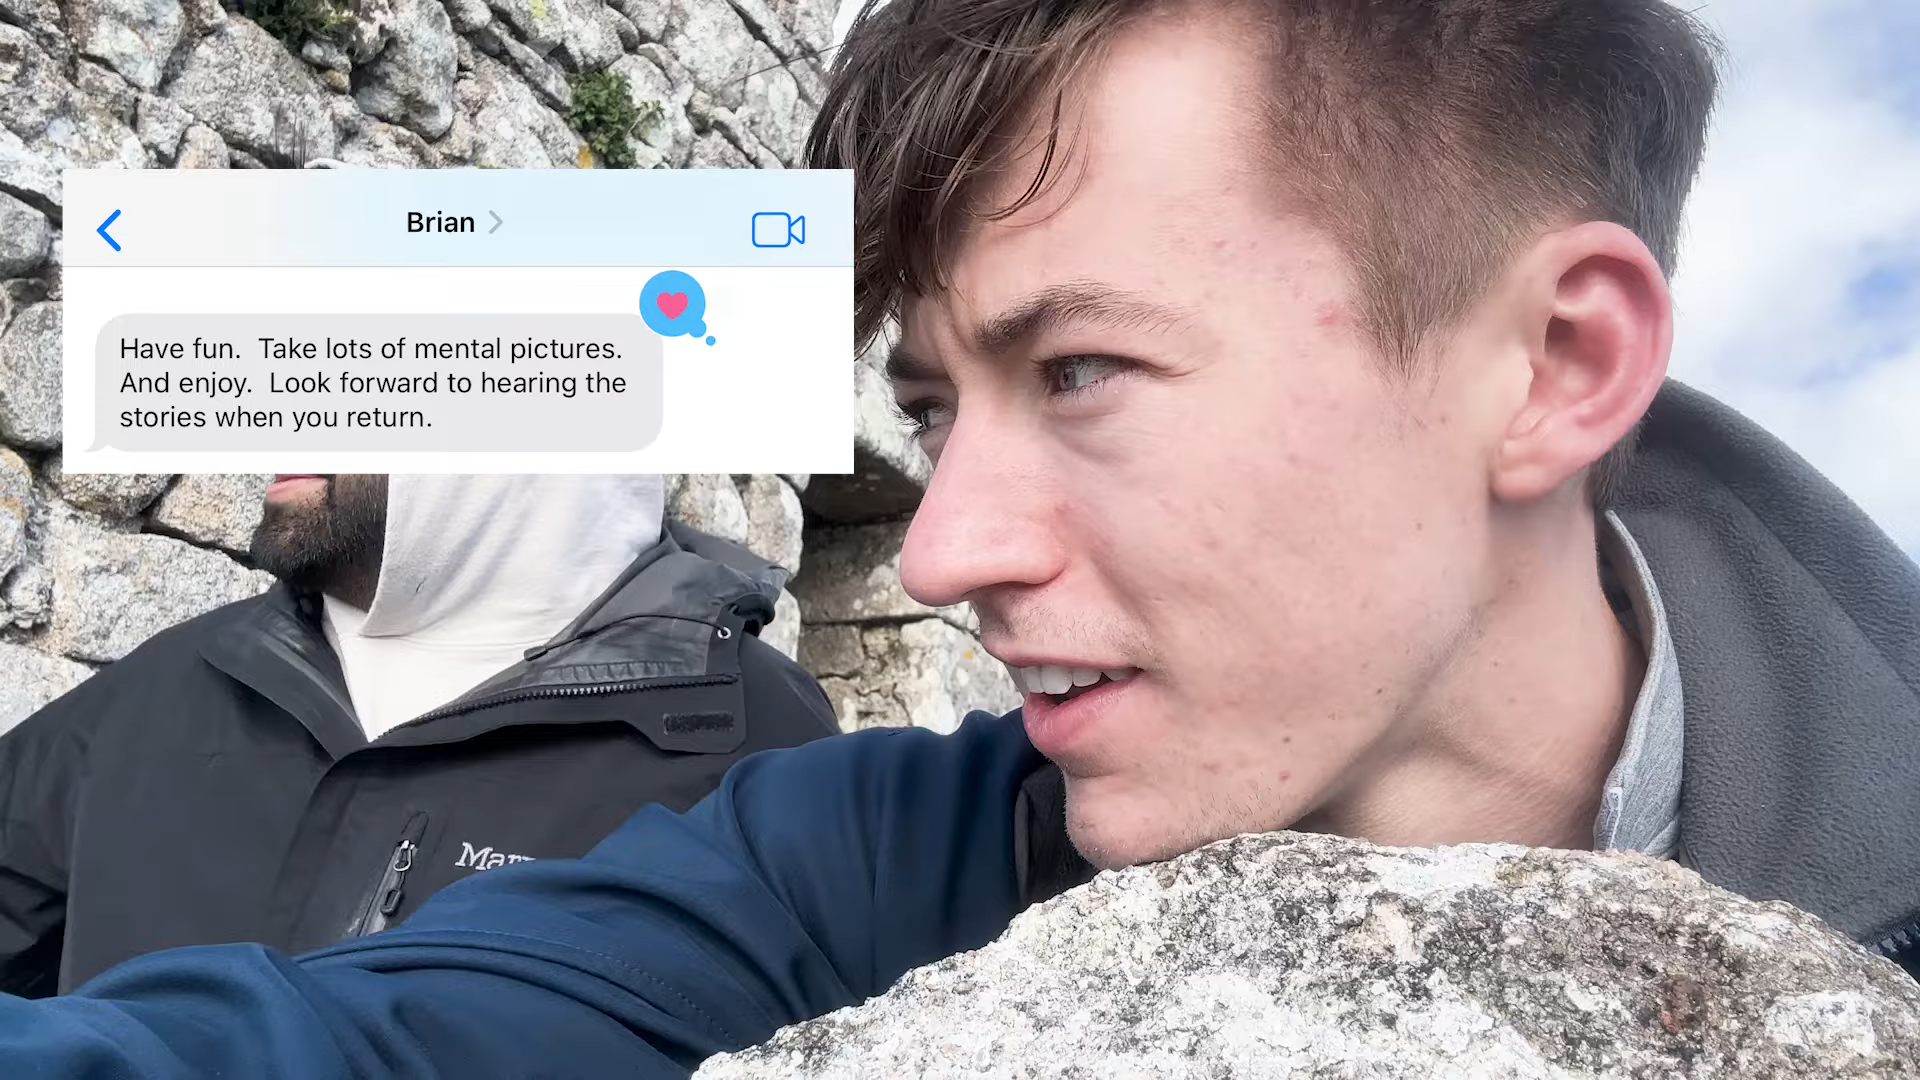 Brian
Have fun.  Take lots of mental pictures.
And enjoy.  Look forward to hearing the
stories when you return.